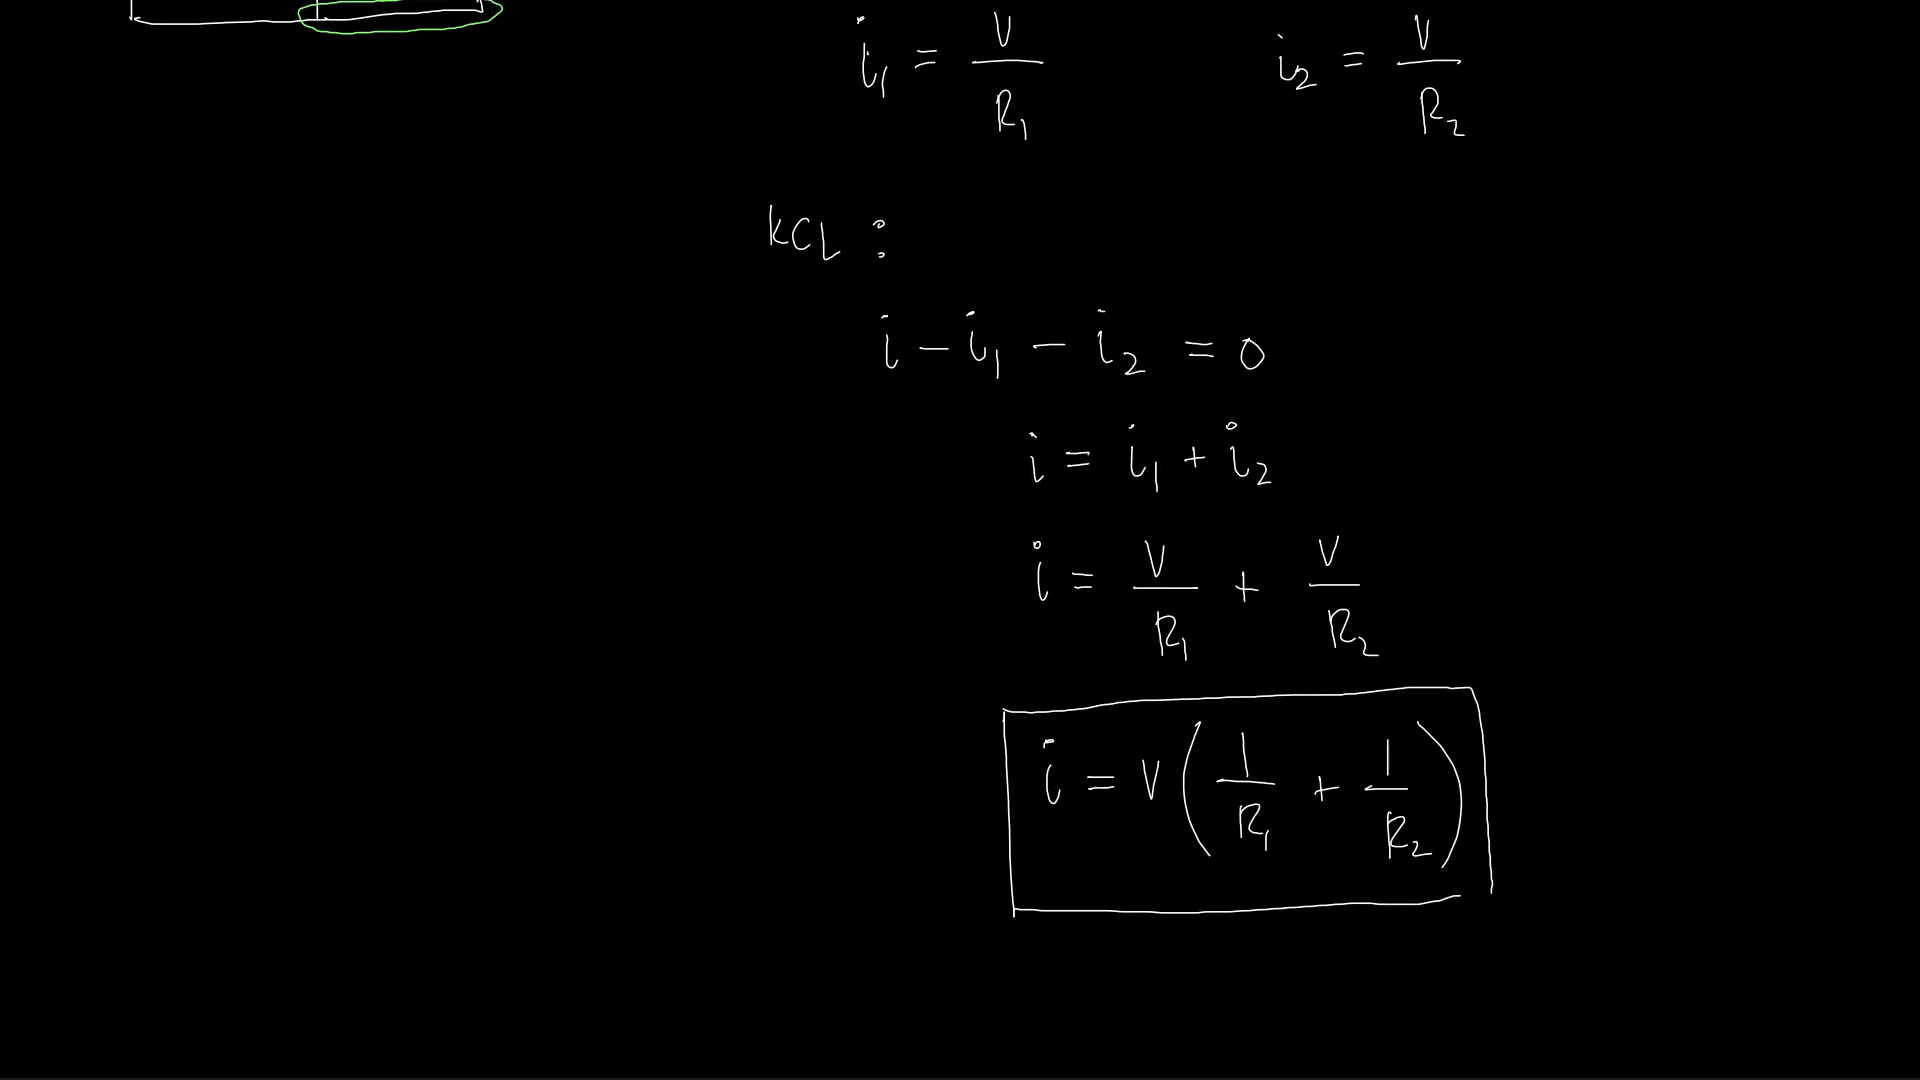 i₁ = V/R₁    i₂ = V/R₂
KCL :
i − i₁ − i₂ = 0
i = i₁ + i₂
i = V/R₁ + V/R₂
i = V(1/R₁ + 1/R₂)